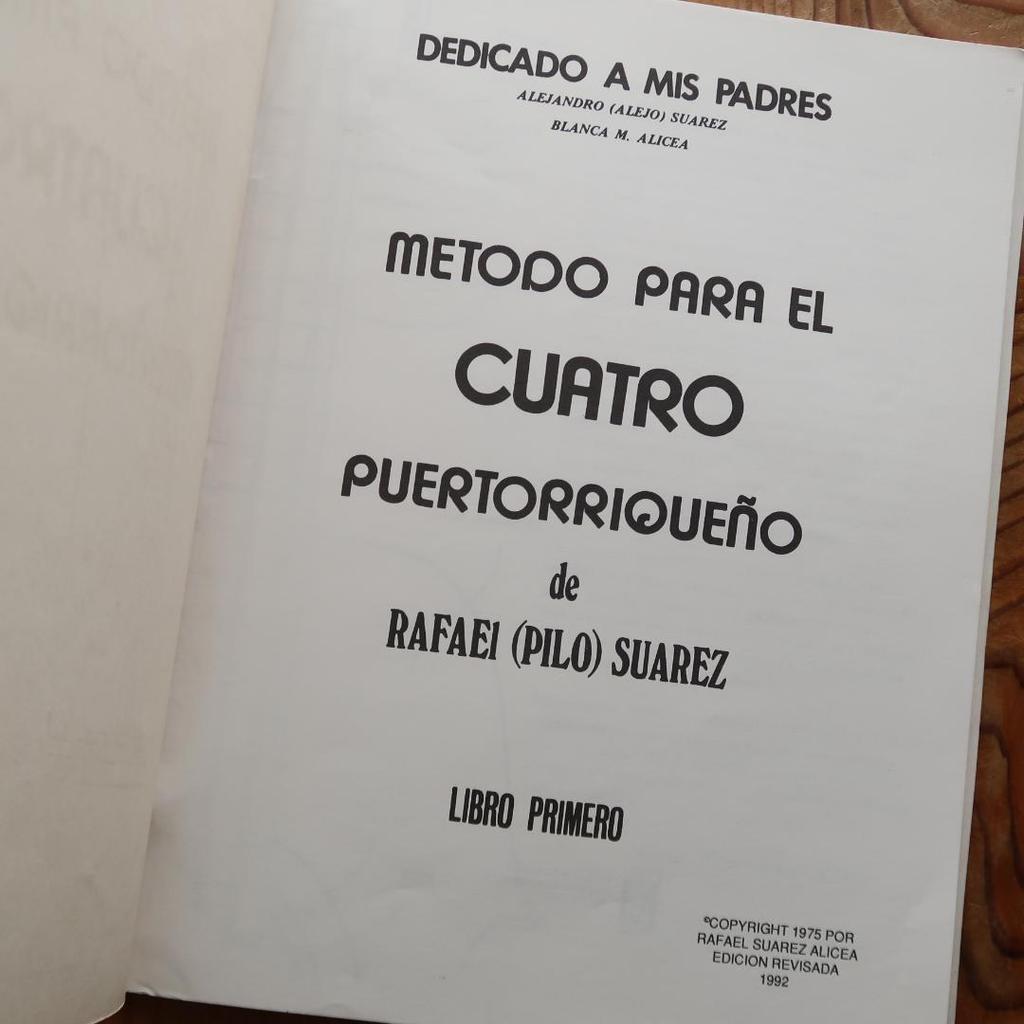 DEDICADO A MIS PADRES
ALEJANDRO (ALEJO) SUAREZ
BLANCA M. ALICEA
METODO PARA EL
CUATRO
PUERTORRIQUEÑO
de
RAFAEl (PILO) SUAREZ
LIBRO PRIMERO
©COPYRIGHT 1975 POR
RAFAEL SUAREZ ALICEA
EDICION REVISADA
1992